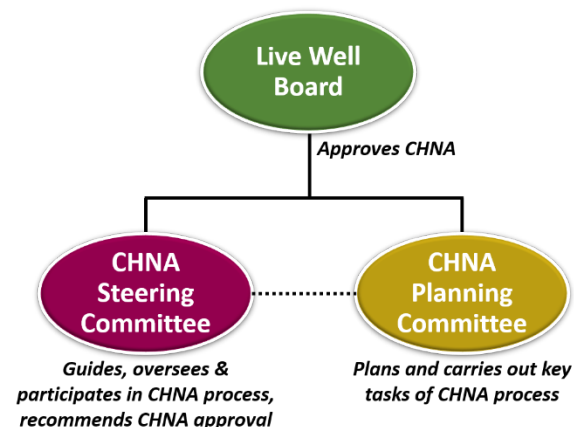 Live Well
Board
Approves CHNA
CHNA
Steering
Committee
CHNA
Planning
Committee
Guides, oversees &
participates in CHNA process,
recommends CHNA approval
Plans and carries out key
tasks of CHNA process